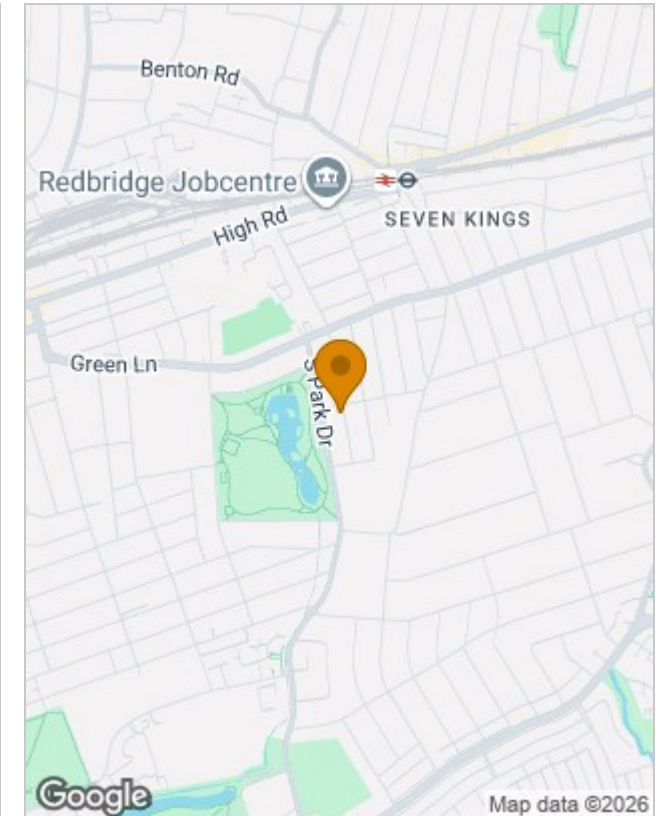 Benton Rd
Redbridge Jobcentre
High Rd
SEVEN KINGS
Green Ln
S Park Dr
Google
Map data ©2026